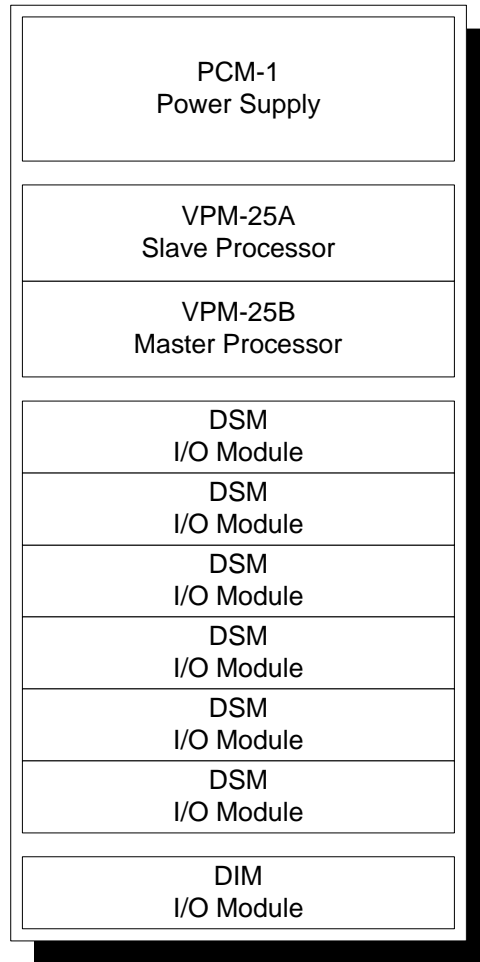 PCM-1
Power Supply
VPM-25A
Slave Processor
VPM-25B
Master Processor
DSM
I/O Module
DSM
I/O Module
DSM
I/O Module
DSM
I/O Module
DSM
I/O Module
DSM
I/O Module
DIM
I/O Module